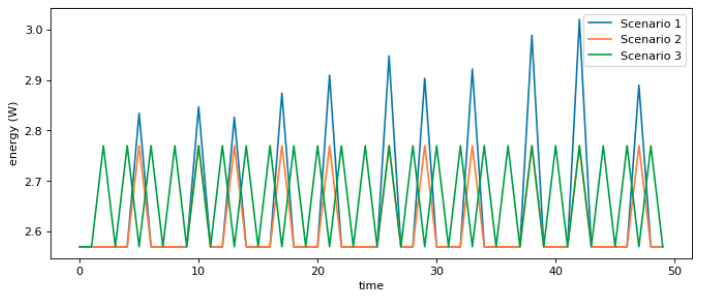 3.0
2.9
2.8
2.7
2.6
energy (W)
0
10
20
30
40
50
time
Scenario 1
Scenario 2
Scenario 3